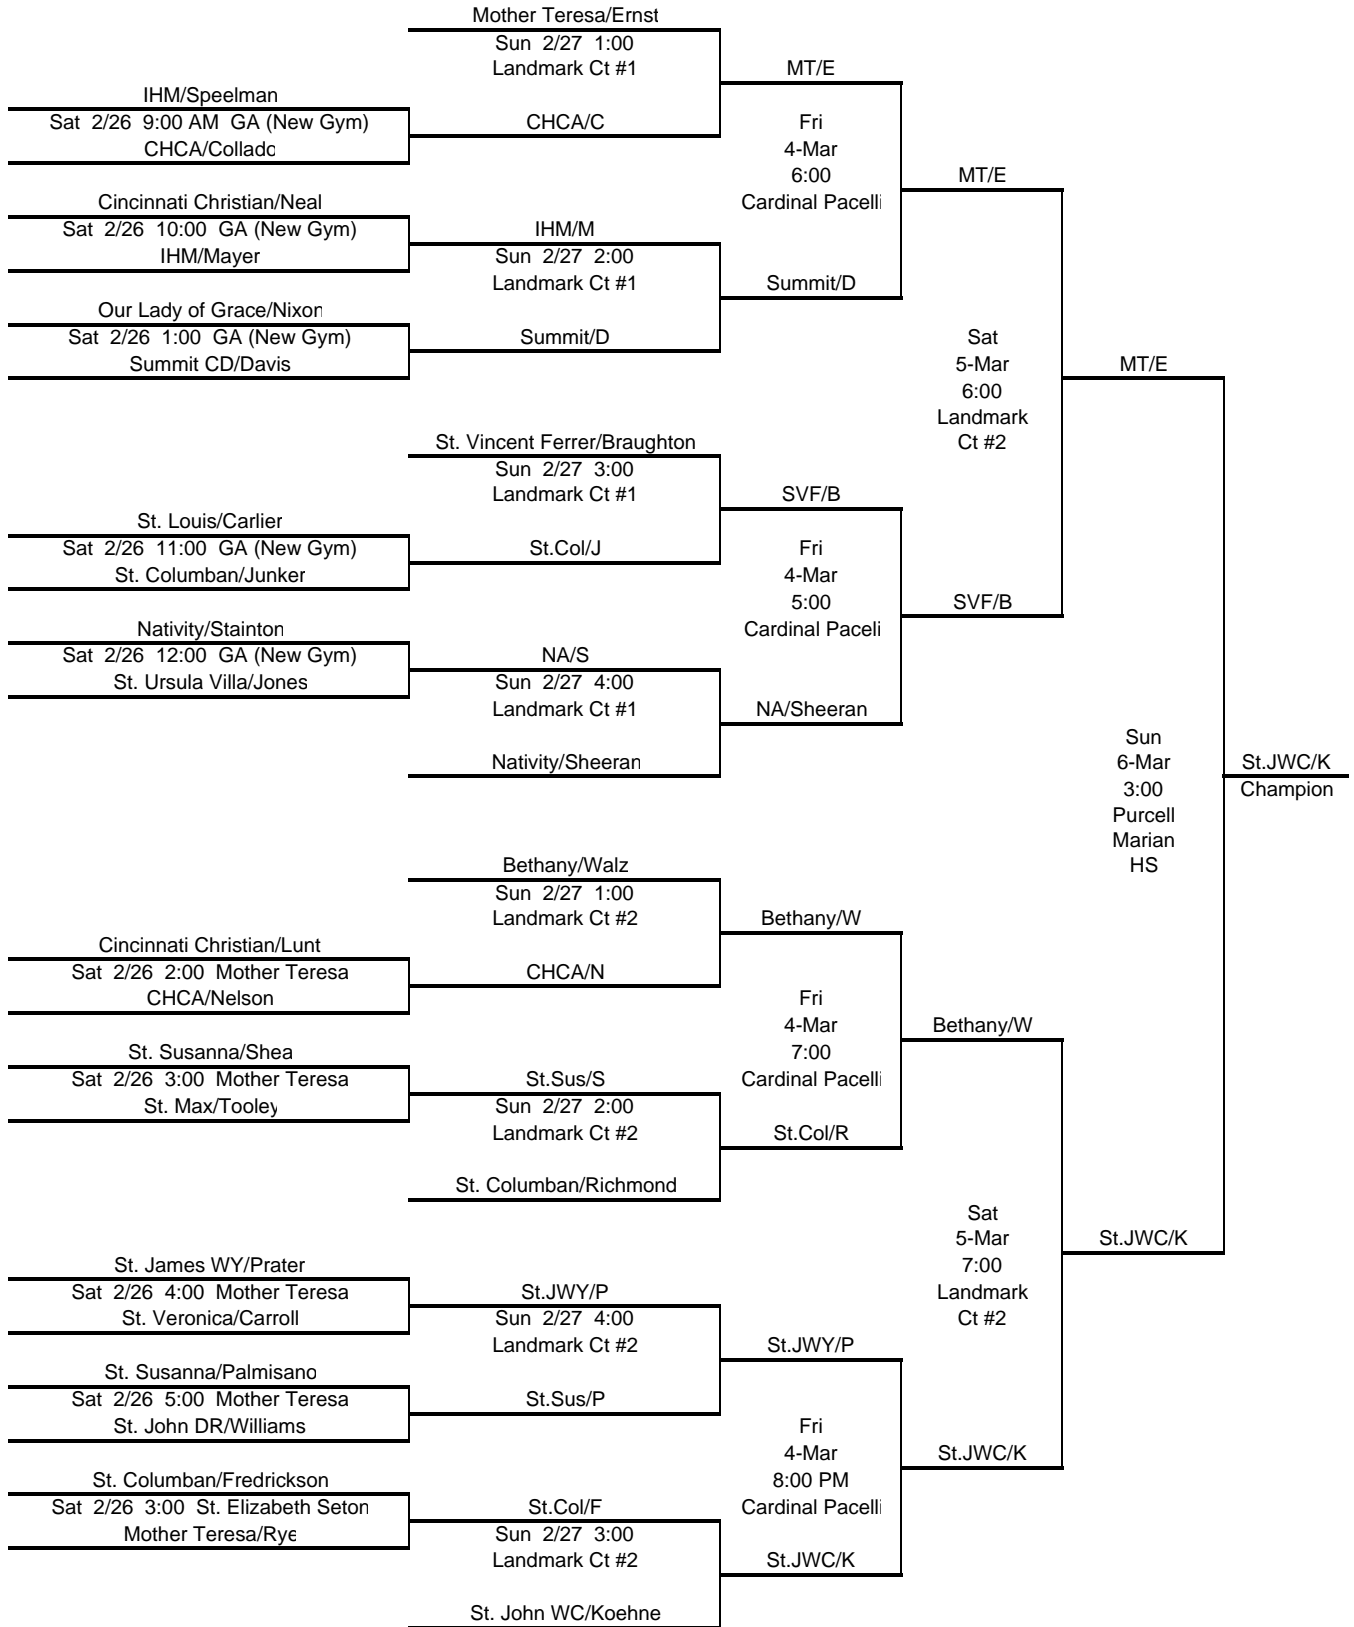 Mother Teresa/Ernst
Sun 2/27 1:00
Landmark Ct #1
MT/E
IHM/Speelman
Sat 2/26 9:00 AM GA (New Gym)
CHCA/Collado
CHCA/C
Fri
4-Mar
6:00
Cardinal Pacelli
MT/E
Cincinnati Christian/Neal
Sat 2/26 10:00 GA (New Gym)
IHM/Mayer
IHM/M
Sun 2/27 2:00
Landmark Ct #1
Summit/D
Our Lady of Grace/Nixon
Sat 2/26 1:00 GA (New Gym)
Summit CD/Davis
Summit/D
Sat
5-Mar
6:00
Landmark
Ct #2
MT/E
St. Vincent Ferrer/Braughton
Sun 2/27 3:00
Landmark Ct #1
SVF/B
St. Louis/Carlier
Sat 2/26 11:00 GA (New Gym)
St. Columban/Junker
St.Col/J
Fri
4-Mar
5:00
Cardinal Paceli
SVF/B
Nativity/Stainton
Sat 2/26 12:00 GA (New Gym)
St. Ursula Villa/Jones
NA/S
Sun 2/27 4:00
Landmark Ct #1
NA/Sheeran
Nativity/Sheeran
Sun
6-Mar
3:00
Purcell
Marian
HS
St.JWC/K
Champion
Bethany/Walz
Sun 2/27 1:00
Landmark Ct #2
Bethany/W
Cincinnati Christian/Lunt
Sat 2/26 2:00 Mother Teresa
CHCA/Nelson
CHCA/N
Fri
4-Mar
7:00
Cardinal Pacelli
Bethany/W
St. Susanna/Shea
Sat 2/26 3:00 Mother Teresa
St. Max/Tooley
St.Sus/S
Sun 2/27 2:00
Landmark Ct #2
St.Col/R
St. Columban/Richmond
Sat
5-Mar
7:00
Landmark
Ct #2
St.JWC/K
St. James WY/Prater
Sat 2/26 4:00 Mother Teresa
St. Veronica/Carroll
St.JWY/P
Sun 2/27 4:00
Landmark Ct #2
St.JWY/P
St. Susanna/Palmisano
Sat 2/26 5:00 Mother Teresa
St. John DR/Williams
St.Sus/P
Fri
4-Mar
8:00 PM
Cardinal Pacelli
St.JWC/K
St. Columban/Fredrickson
Sat 2/26 3:00 St. Elizabeth Seton
Mother Teresa/Rye
St.Col/F
Sun 2/27 3:00
Landmark Ct #2
St.JWC/K
St. John WC/Koehne